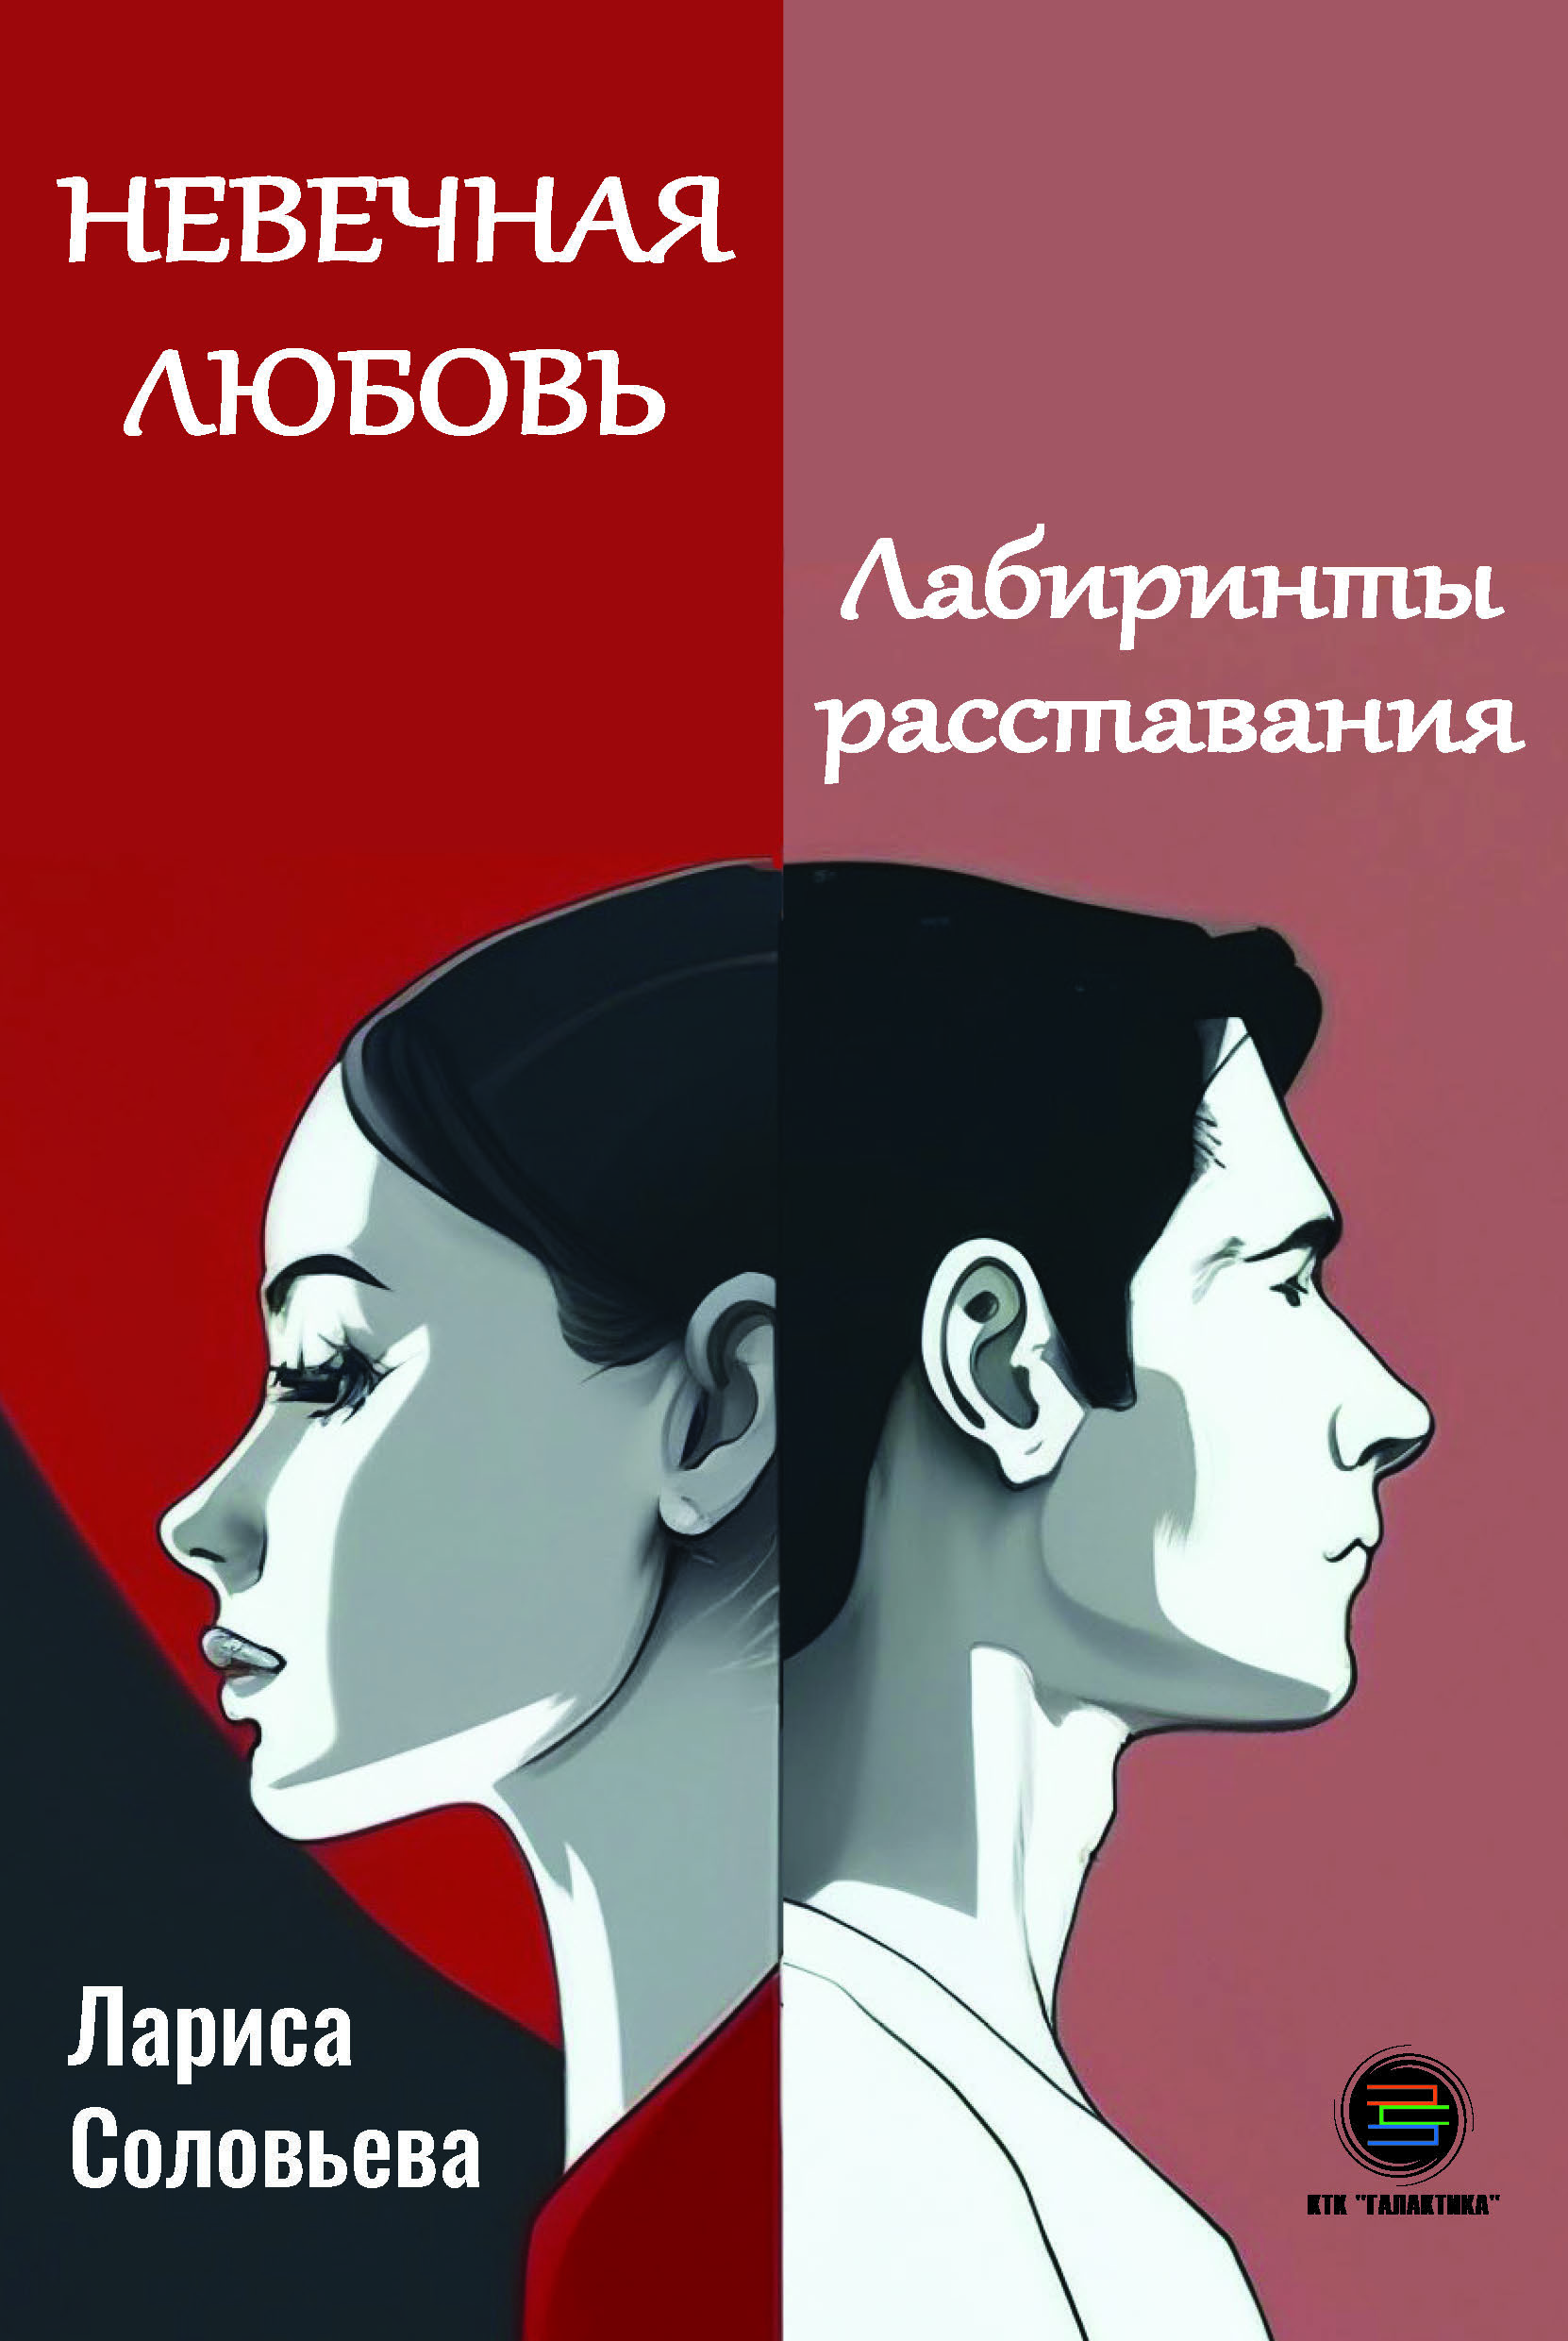 НЕВЕЧНАЯ
ЛЮБОВЬ
Лабиринты
расставания
Лариса
Соловьева
КТК "ГАЛАКТИКА"